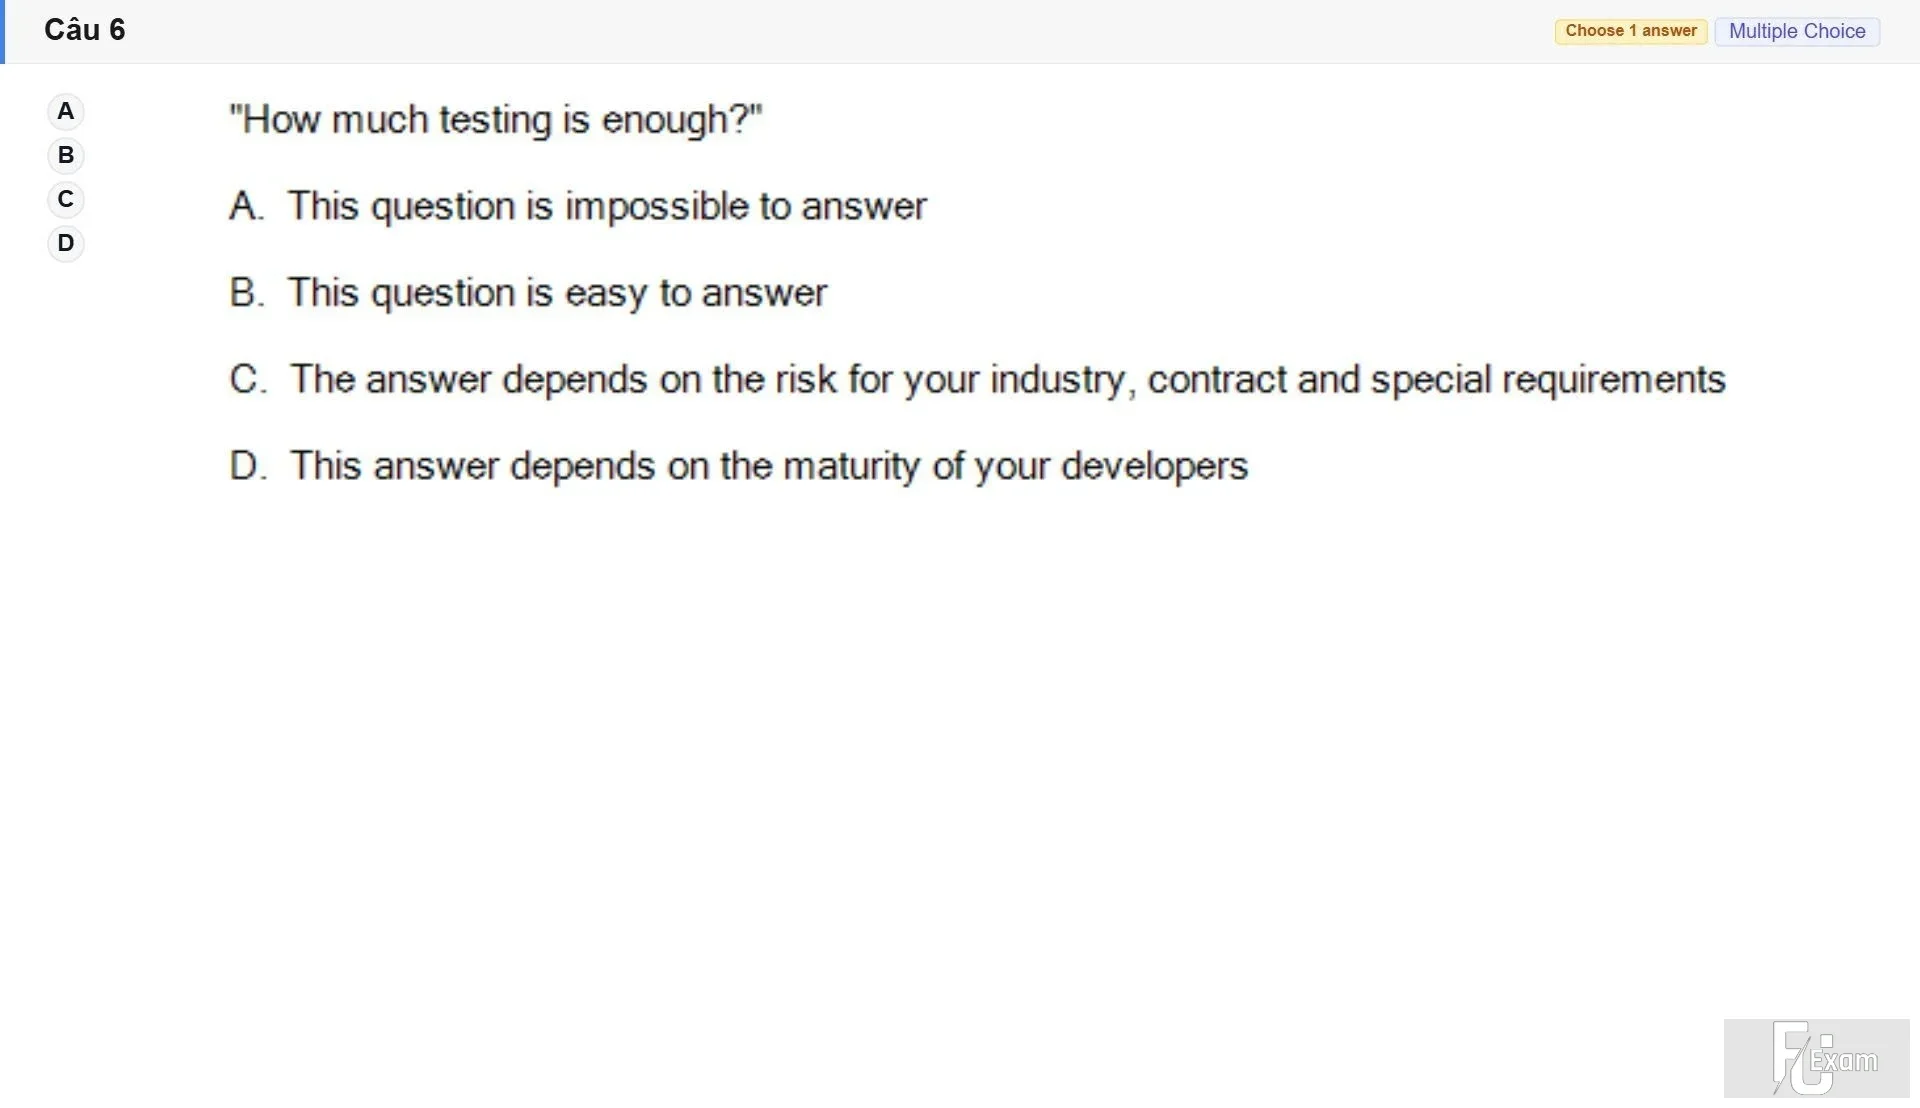 Câu 6
Choose 1 answer
Multiple Choice
A
B
C
D
"How much testing is enough?"
A. This question is impossible to answer
B. This question is easy to answer
C. The answer depends on the risk for your industry, contract and special requirements
D. This answer depends on the maturity of your developers
FU Exam